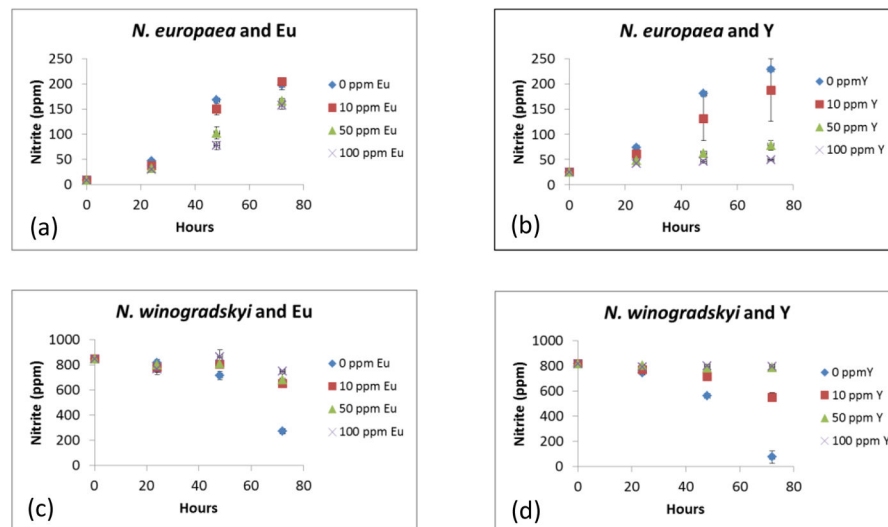 N. europaea and Eu
Nitrite (ppm)
250
200
150
100
50
0
0 20 40 60 80
Hours
0 ppm Eu
10 ppm Eu
50 ppm Eu
100 ppm Eu
(a)
N. europaea and Y
Nitrite (ppm)
250
200
150
100
50
0
0 20 40 60 80
Hours
0 ppmY
10 ppm Y
50 ppm Y
100 ppm Y
(b)
N. winogradskyi and Eu
Nitrite (ppm)
1000
800
600
400
200
0
0 20 40 60 80
Hours
0 ppm Eu
10 ppm Eu
50 ppm Eu
100 ppm Eu
(c)
N. winogradskyi and Y
Nitrite (ppm)
1000
800
600
400
200
0
0 20 40 60 80
Hours
0 ppmY
10 ppm Y
50 ppm Y
100 ppm Y
(d)